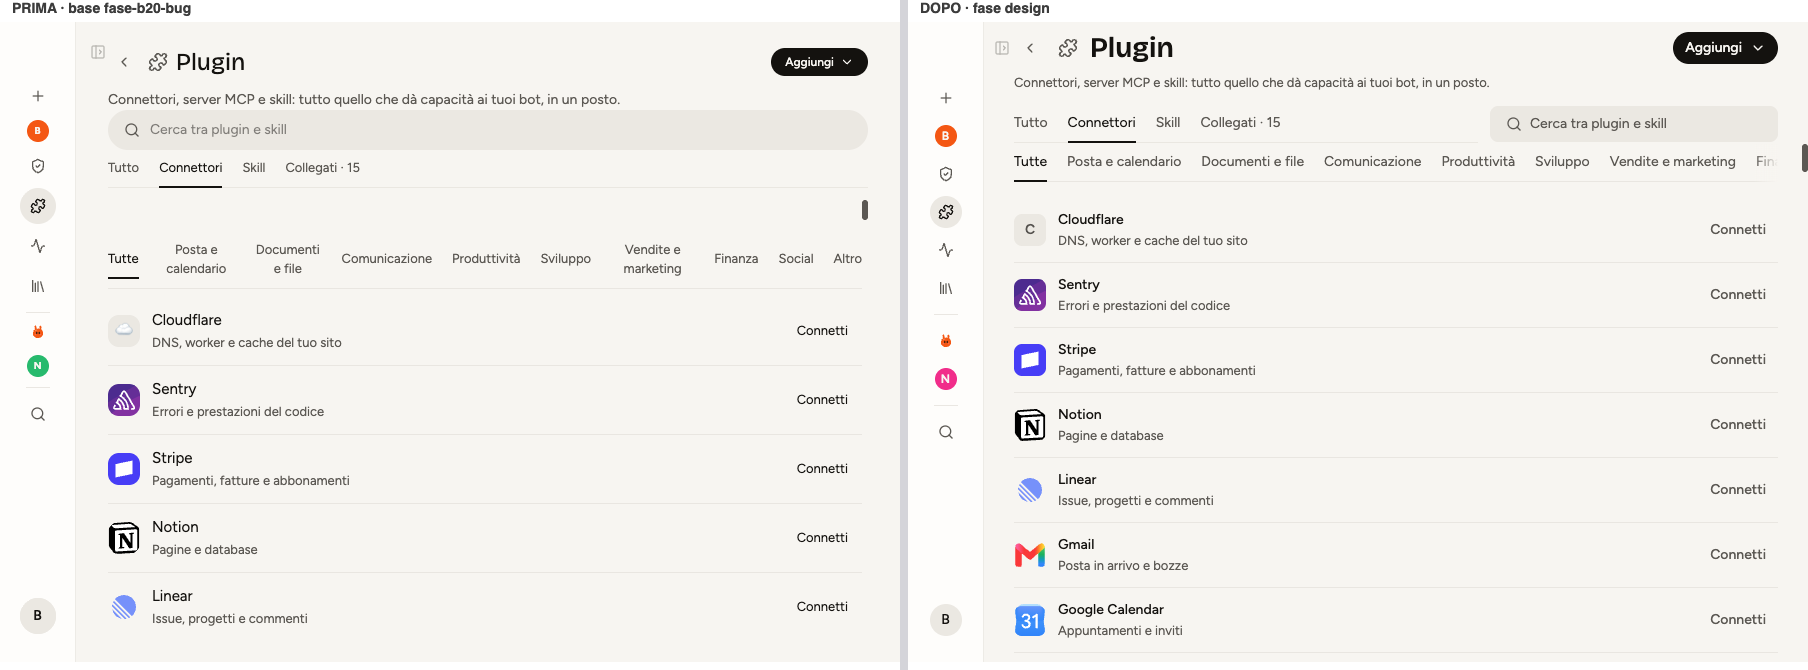 PRIMA · base fase-b20-bug
Plugin
Aggiungi
Connettori, server MCP e skill: tutto quello che dà capacità ai tuoi bot, in un posto.
Cerca tra plugin e skill
Tutto Connettori Skill Collegati · 15
Tutte Posta e calendario Documenti e file Comunicazione Produttività Sviluppo Vendite e marketing Finanza Social Altro
Cloudflare
DNS, worker e cache del tuo sito
Connetti
Sentry
Errori e prestazioni del codice
Connetti
Stripe
Pagamenti, fatture e abbonamenti
Connetti
Notion
Pagine e database
Connetti
Linear
Issue, progetti e commenti
Connetti
B
N
B
DOPO · fase design
Plugin
Aggiungi
Connettori, server MCP e skill: tutto quello che dà capacità ai tuoi bot, in un posto.
Tutto Connettori Skill Collegati · 15
Cerca tra plugin e skill
Tutte Posta e calendario Documenti e file Comunicazione Produttività Sviluppo Vendite e marketing Fin
C
Cloudflare
DNS, worker e cache del tuo sito
Connetti
Sentry
Errori e prestazioni del codice
Connetti
Stripe
Pagamenti, fatture e abbonamenti
Connetti
Notion
Pagine e database
Connetti
Linear
Issue, progetti e commenti
Connetti
Gmail
Posta in arrivo e bozze
Connetti
31
Google Calendar
Appuntamenti e inviti
Connetti
B
N
B